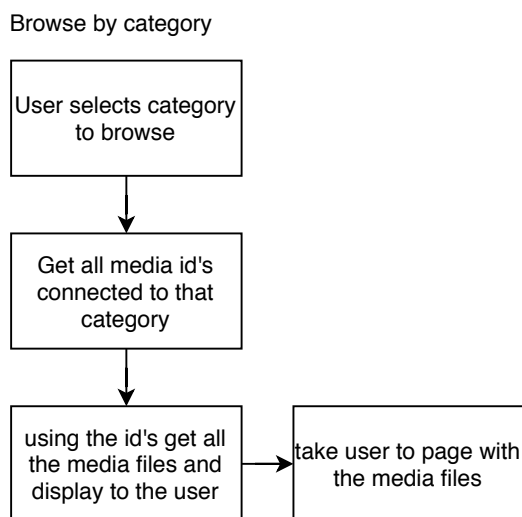 Browse by category
User selects category
to browse
Get all media id's
connected to that
category
using the id's get all
the media files and
display to the user
take user to page with
the media files